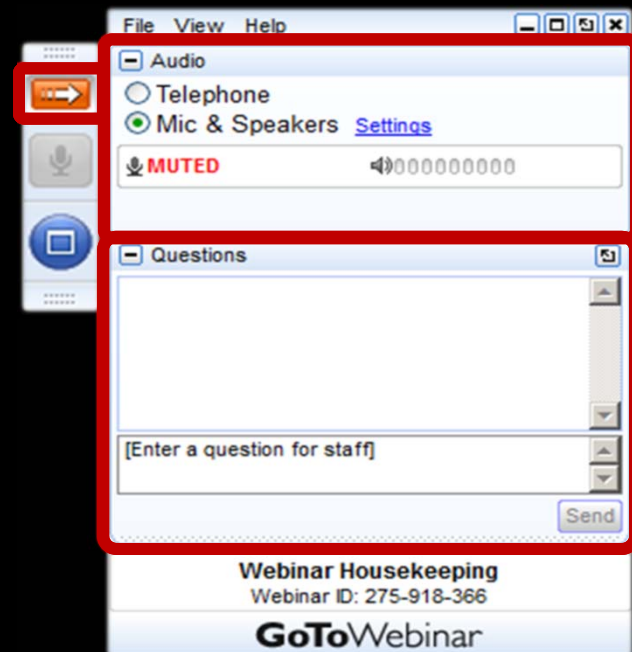 File View Help
Audio
Telephone
Mic & Speakers Settings
MUTED
Questions
[Enter a question for staff]
Send
Webinar Housekeeping
Webinar ID: 275-918-366
GoToWebinar